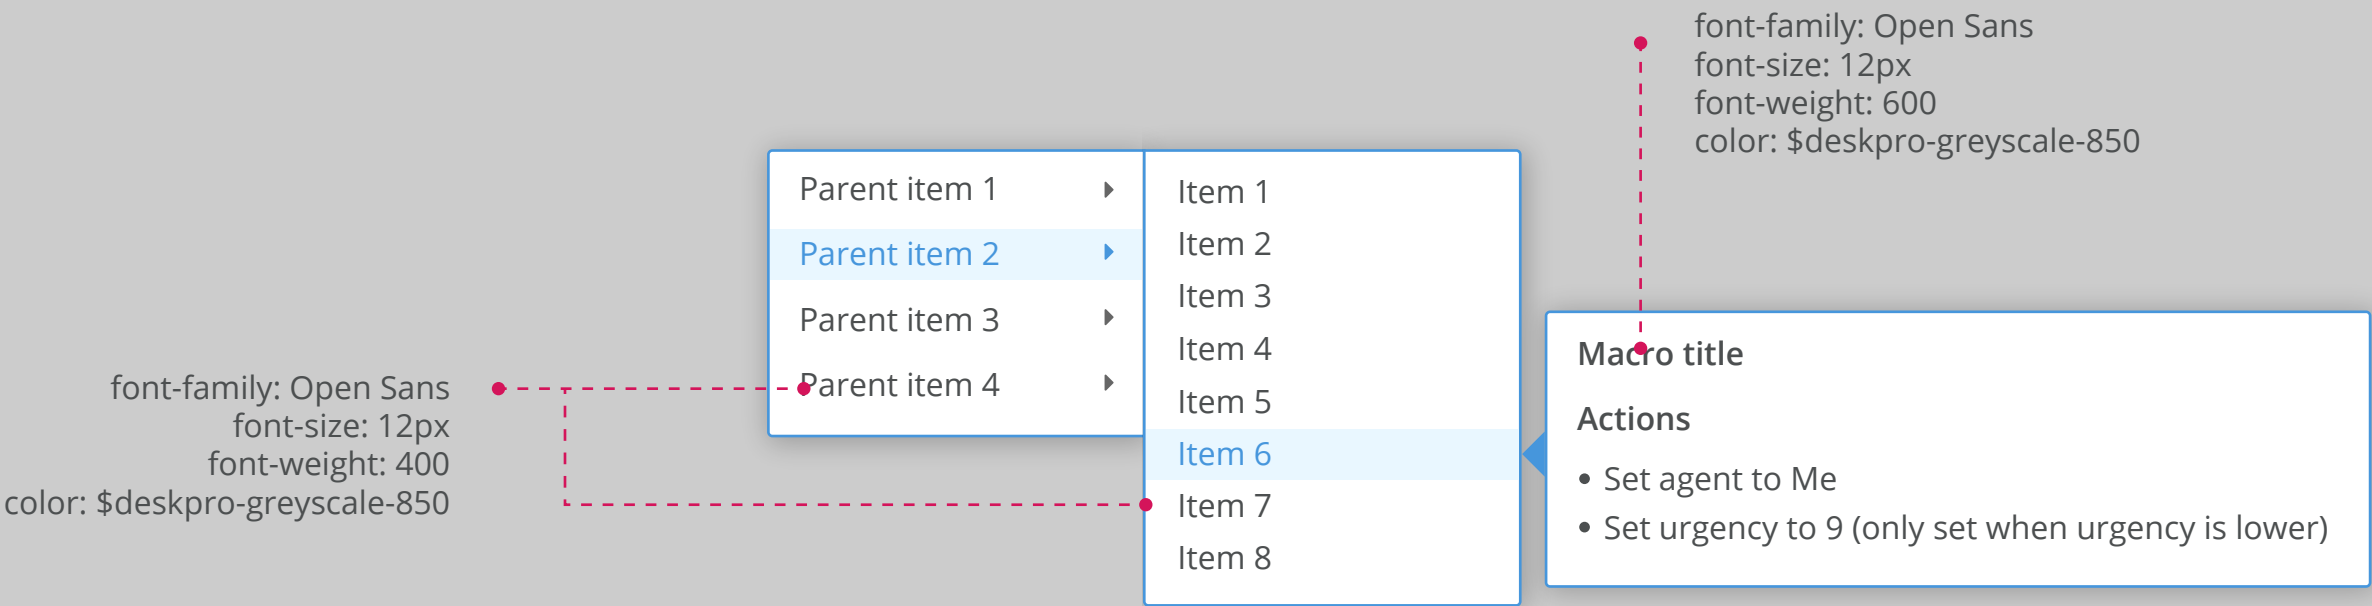 font-family: Open Sans
font-size: 12px
font-weight: 600
color: $deskpro-greyscale-850
Parent item 1
Parent item 2
Parent item 3
Parent item 4
Item 1
Item 2
Item 3
Item 4
Item 5
Item 6
Item 7
Item 8
Macro title
Actions
• Set agent to Me
• Set urgency to 9 (only set when urgency is lower)
font-family: Open Sans
font-size: 12px
font-weight: 400
color: $deskpro-greyscale-850